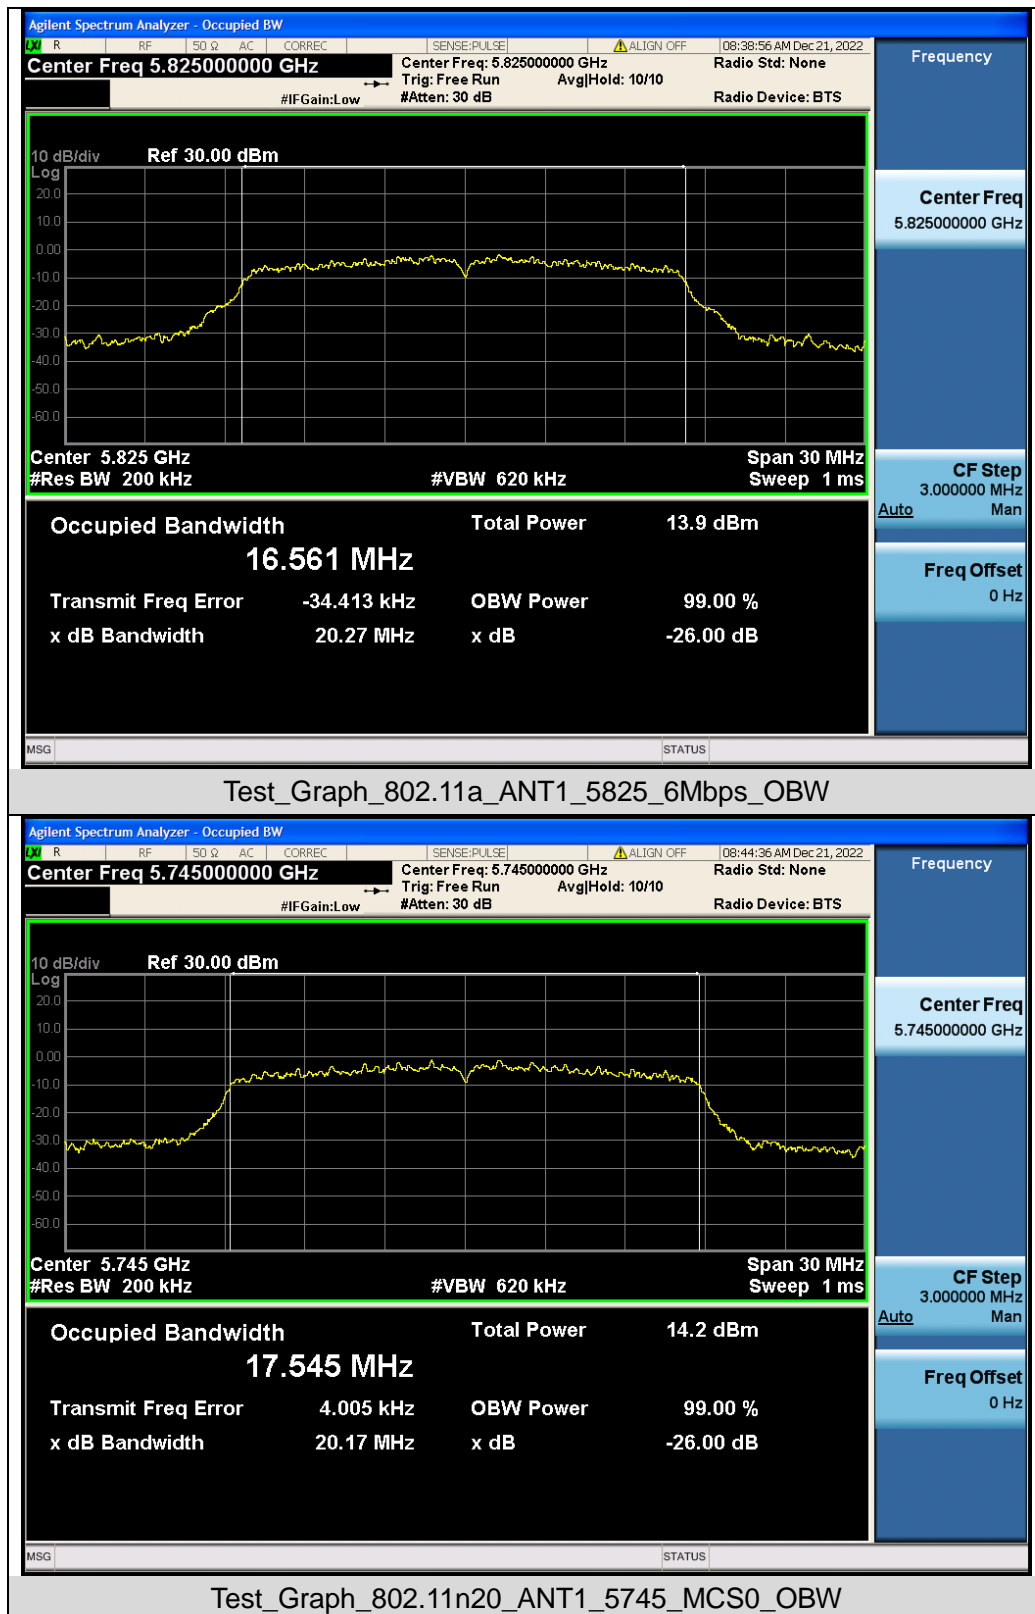 Agilent Spectrum Analyzer - Occupied BW
LXI R RF 50 Ω AC CORREC SENSE:PULSE ALIGN OFF 08:38:56 AM Dec 21, 2022
Center Freq 5.825000000 GHz Center Freq: 5.825000000 GHz Radio Std: None
Trig: Free Run Avg|Hold: 10/10
#IFGain:Low #Atten: 30 dB Radio Device: BTS
Frequency
10 dB/div Ref 30.00 dBm
Log
20.0
10.0
0.00
-10.0
-20.0
-30.0
-40.0
-50.0
-60.0
Center 5.825 GHz Span 30 MHz
#Res BW 200 kHz #VBW 620 kHz Sweep 1 ms
Occupied Bandwidth Total Power 13.9 dBm
16.561 MHz
Transmit Freq Error -34.413 kHz OBW Power 99.00 %
x dB Bandwidth 20.27 MHz x dB -26.00 dB
Center Freq
5.825000000 GHz
CF Step
3.000000 MHz
Auto Man
Freq Offset
0 Hz
MSG STATUS
Test_Graph_802.11a_ANT1_5825_6Mbps_OBW
Agilent Spectrum Analyzer - Occupied BW
LXI R RF 50 Ω AC CORREC SENSE:PULSE ALIGN OFF 08:44:36 AM Dec 21, 2022
Center Freq 5.745000000 GHz Center Freq: 5.745000000 GHz Radio Std: None
Trig: Free Run Avg|Hold: 10/10
#IFGain:Low #Atten: 30 dB Radio Device: BTS
Frequency
10 dB/div Ref 30.00 dBm
Log
20.0
10.0
0.00
-10.0
-20.0
-30.0
-40.0
-50.0
-60.0
Center 5.745 GHz Span 30 MHz
#Res BW 200 kHz #VBW 620 kHz Sweep 1 ms
Occupied Bandwidth Total Power 14.2 dBm
17.545 MHz
Transmit Freq Error 4.005 kHz OBW Power 99.00 %
x dB Bandwidth 20.17 MHz x dB -26.00 dB
Center Freq
5.745000000 GHz
CF Step
3.000000 MHz
Auto Man
Freq Offset
0 Hz
MSG STATUS
Test_Graph_802.11n20_ANT1_5745_MCS0_OBW